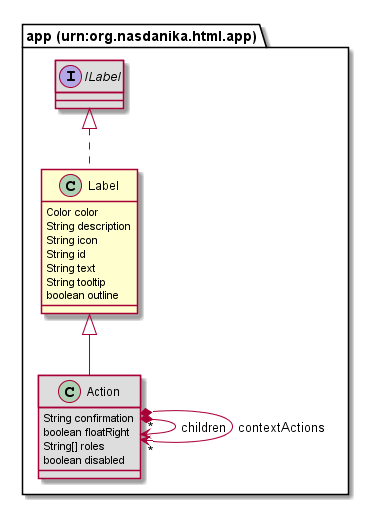 app (urn:org.nasdanika.html.app)
I ILabel
C Label
Color color
String description
String icon
String id
String text
String tooltip
boolean outline
C Action
String confirmation
boolean floatRight
String[] roles
boolean disabled
*
children
contextActions
*